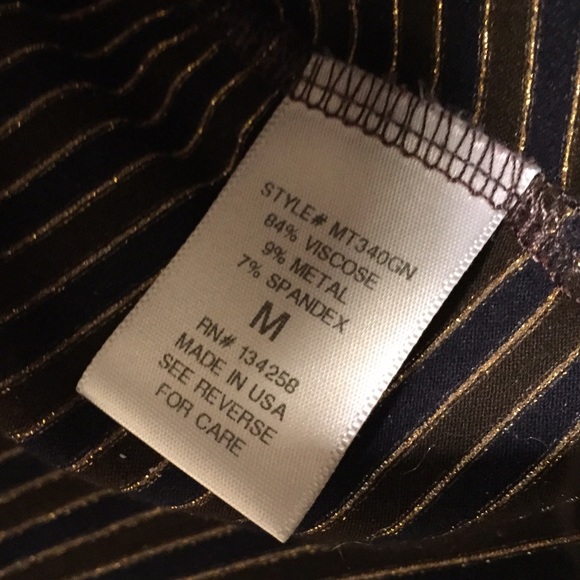 STYLE# MT340GN
84% VISCOSE
9% METAL
7% SPANDEX
M
RN# 134258
MADE IN USA
SEE REVERSE
FOR CARE